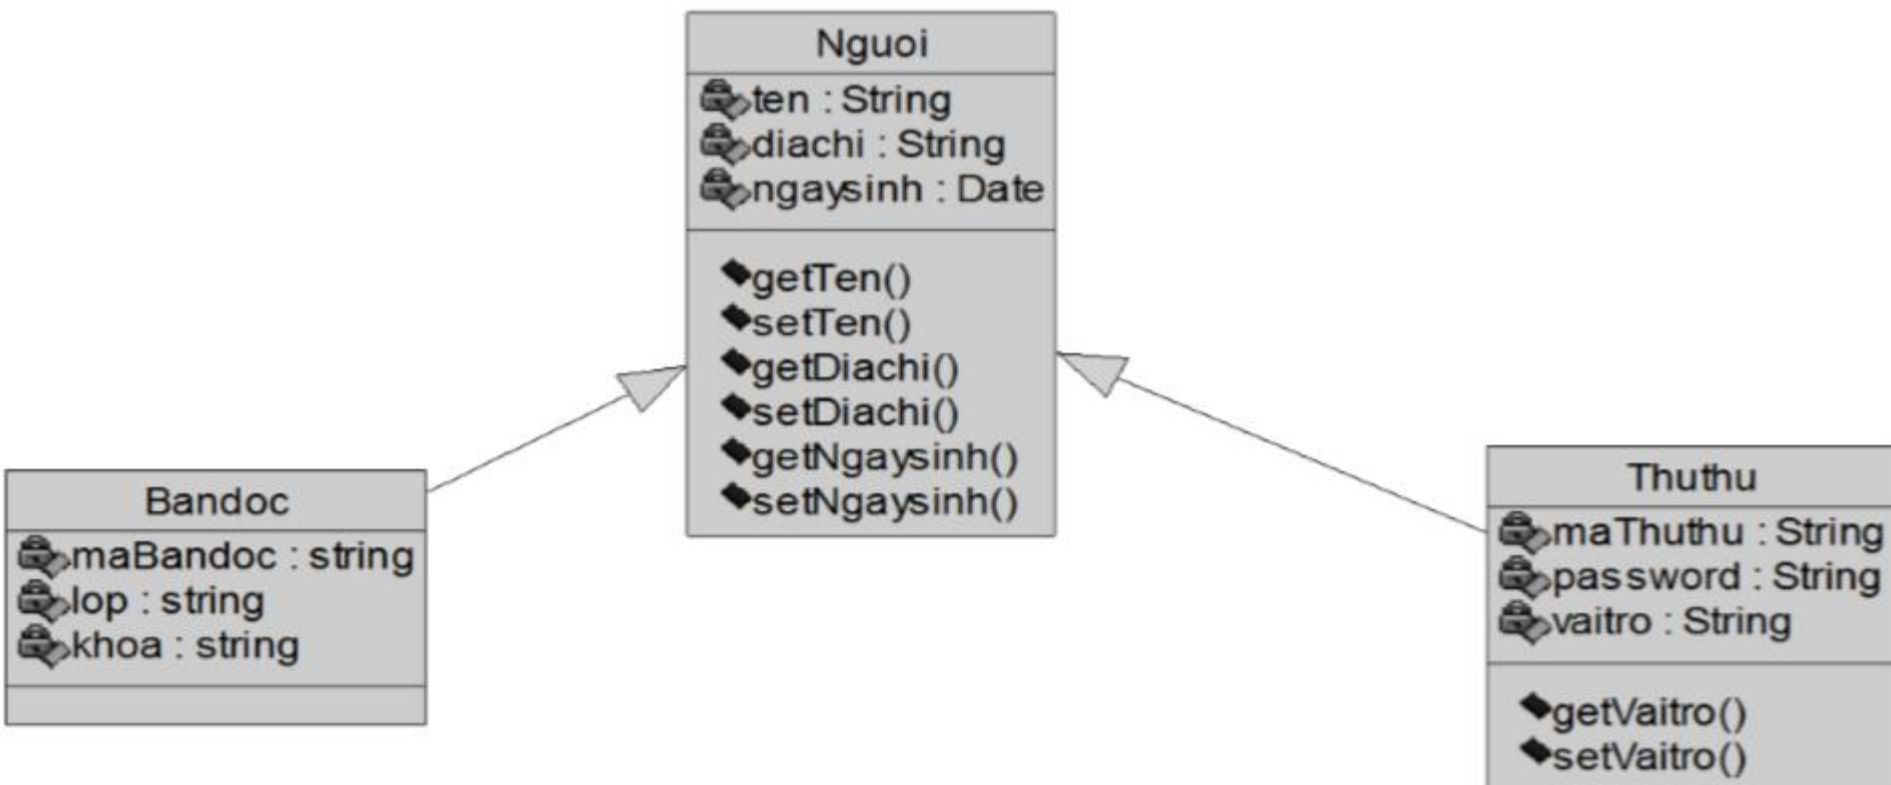 Nguoi
ten : String
diachi : String
ngaysinh : Date
getTen()
setTen()
getDiachi()
setDiachi()
getNgaysinh()
setNgaysinh()
Bandoc
maBandoc : string
lop : string
khoa : string
Thuthu
maThuthu : String
password : String
vaitro : String
getVaitro()
setVaitro()